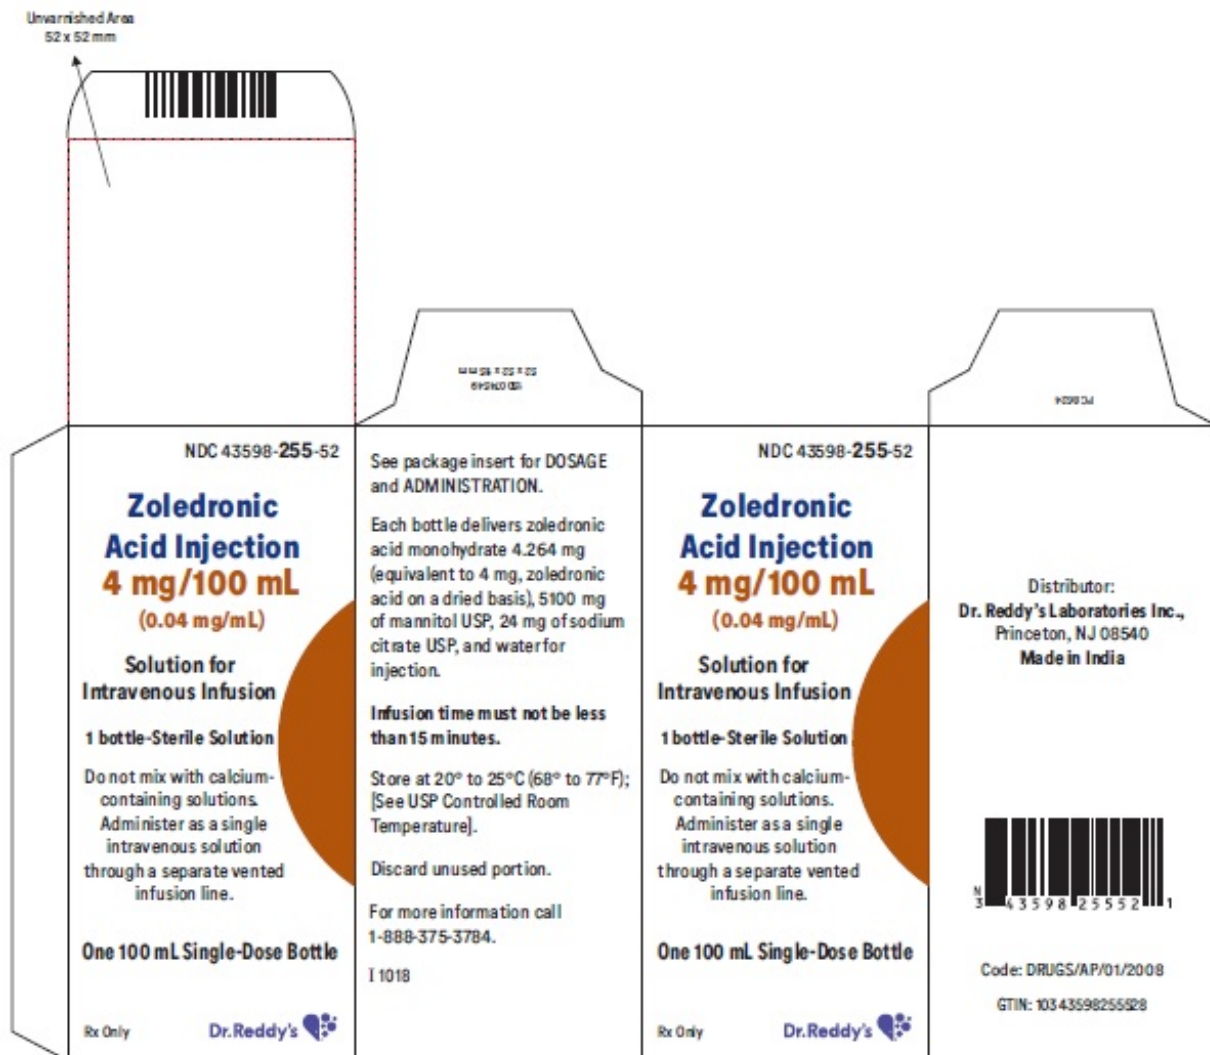 Unvarnished Area
52 x 52 mm
52 x 52 x 115 mm
150074549
PC 8624
NDC 43598-255-52
Zoledronic
Acid Injection
4 mg/100 mL
(0.04 mg/mL)
Solution for
Intravenous Infusion
1 bottle-Sterile Solution
Do not mix with calcium-
containing solutions.
Administer as a single
intravenous solution
through a separate vented
infusion line.
One 100 mL Single-Dose Bottle
Rx Only
Dr.Reddy's
See package insert for DOSAGE
and ADMINISTRATION.
Each bottle delivers zoledronic
acid monohydrate 4.264 mg
(equivalent to 4 mg, zoledronic
acid on a dried basis), 5100 mg
of mannitol USP, 24 mg of sodium
citrate USP, and water for
injection.
Infusion time must not be less
than 15 minutes.
Store at 20° to 25°C (68° to 77°F);
[See USP Controlled Room
Temperature].
Discard unused portion.
For more information call
1-888-375-3784.
I 1018
NDC 43598-255-52
Zoledronic
Acid Injection
4 mg/100 mL
(0.04 mg/mL)
Solution for
Intravenous Infusion
1 bottle-Sterile Solution
Do not mix with calcium-
containing solutions.
Administer as a single
intravenous solution
through a separate vented
infusion line.
One 100 mL Single-Dose Bottle
Rx Only
Dr.Reddy's
Distributor:
Dr. Reddy's Laboratories Inc.,
Princeton, NJ 08540
Made in India
N
3 43598 25552 1
Code: DRUGS/AP/01/2008
GTIN: 10343598255528